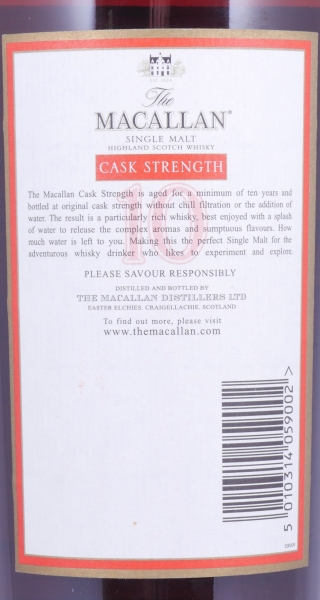 The
MACALLAN®
SINGLE MALT
HIGHLAND SCOTCH WHISKY
CASK STRENGTH
10
The Macallan Cask Strength is aged for a minimum of ten years and
bottled at original cask strength without chill filtration or the addition of
water. The result is a particularly rich whisky, best enjoyed with a splash
of water to release the complex aromas and sumptuous flavours. How
much water is left to you. Making this the perfect Single Malt for the
adventurous whisky drinker who likes to experiment and explore.
PLEASE SAVOUR RESPONSIBLY
DISTILLED AND BOTTLED BY
THE MACALLAN DISTILLERS LTD
EASTER ELCHIES, CRAIGELLACHIE, SCOTLAND
To find out more, please visit
www.themacallan.com
5 010314 059002 >